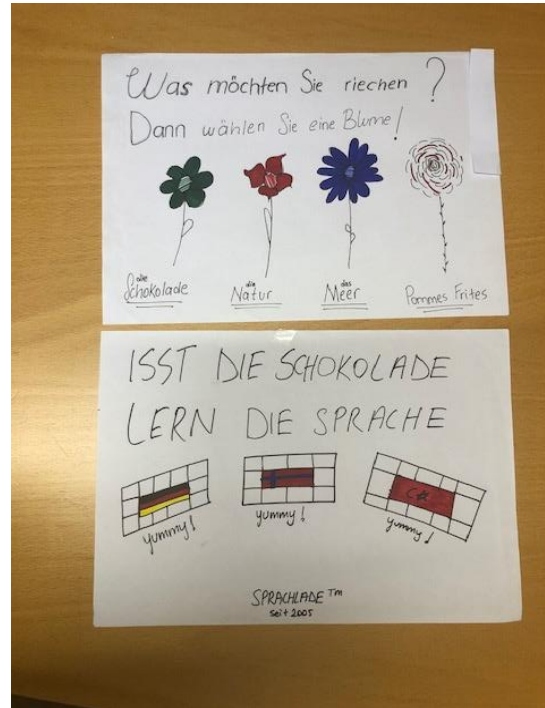 Was möchten Sie riechen?
Dann wählen Sie eine Blume!
die Schokolade
die Natur
das Meer
Pommes Frites
ISST DIE SCHOKOLADE
LERN DIE SPRACHE
yummy!
yummy!
yummy!
SPRACHLADE™
seit 2005